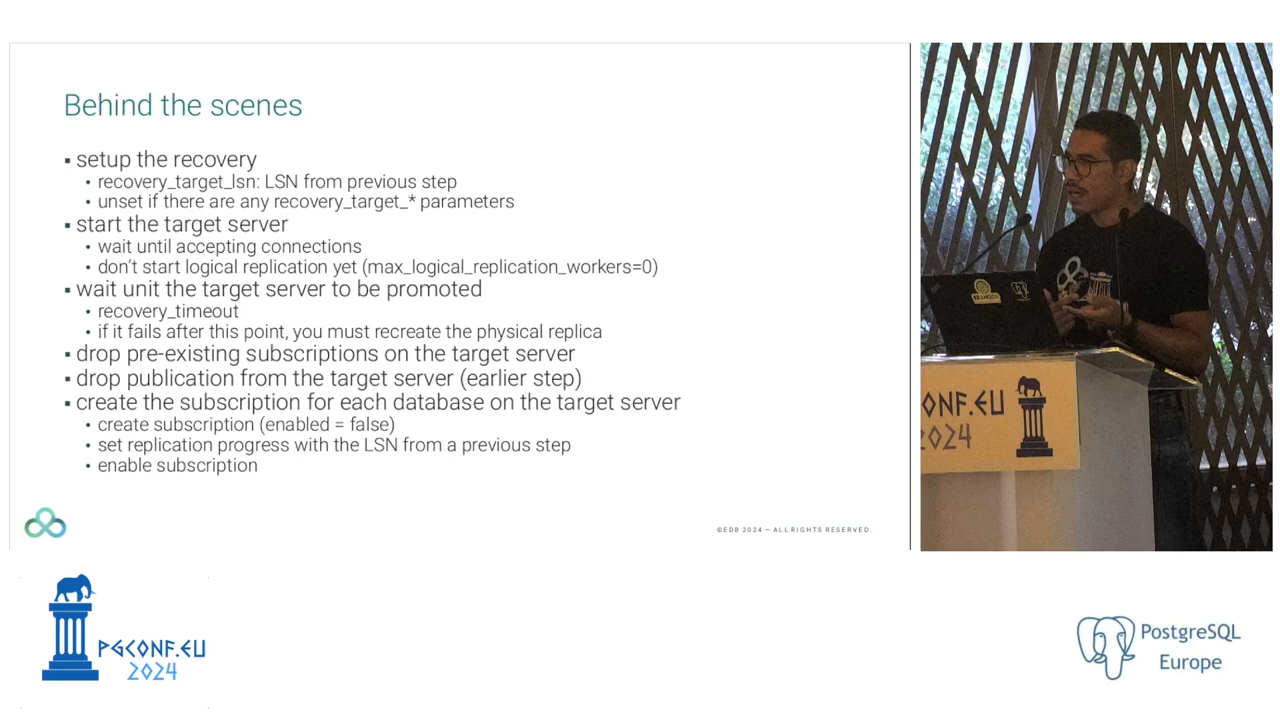 Behind the scenes
▪ setup the recovery
• recovery_target_lsn: LSN from previous step
• unset if there are any recovery_target_* parameters
▪ start the target server
• wait until accepting connections
• don’t start logical replication yet (max_logical_replication_workers=0)
▪ wait unit the target server to be promoted
• recovery_timeout
• if it fails after this point, you must recreate the physical replica
▪ drop pre-existing subscriptions on the target server
▪ drop publication from the target server (earlier step)
▪ create the subscription for each database on the target server
• create subscription (enabled = false)
• set replication progress with the LSN from a previous step
• enable subscription
©EDB 2024 — ALL RIGHTS RESERVED.
ONF.EU
2024
PGCONF.EU
2024
PostgreSQL
Europe